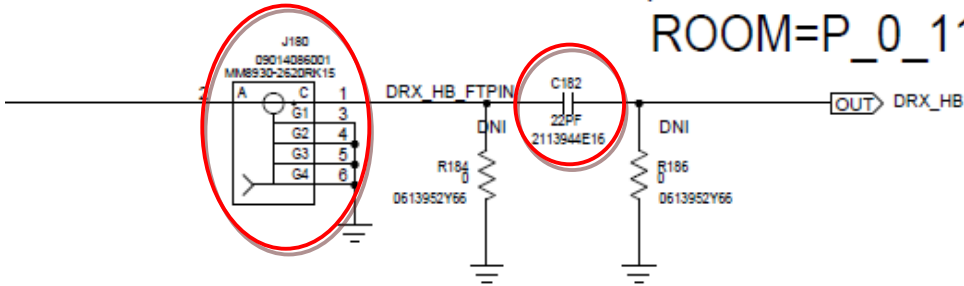 ROOM=P_0_11
J180
09014086001
MM8930-2620RK15
2 A C 1 DRX_HB_FTPIN
G1 3
G2 4
G3 5
G4 6
C182
22PF
2113944E16
DNI
R184
0
0613952Y66
DNI
R186
0
0613952Y66
OUT DRX_HB